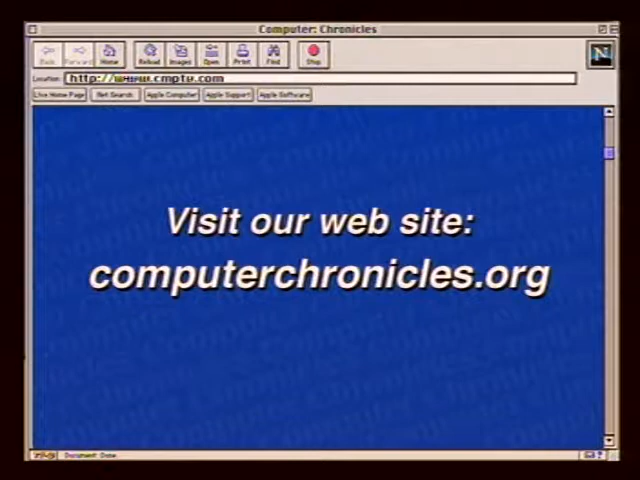 Computer: Chronicles
Back Forward Home Reload Images Open Print Find Stop
N
Location: http://www.cmptv.com
Live Home Page Net Search Apple Computer Apple Support Apple Software
Visit our web site:
computerchronicles.org
Document: Done